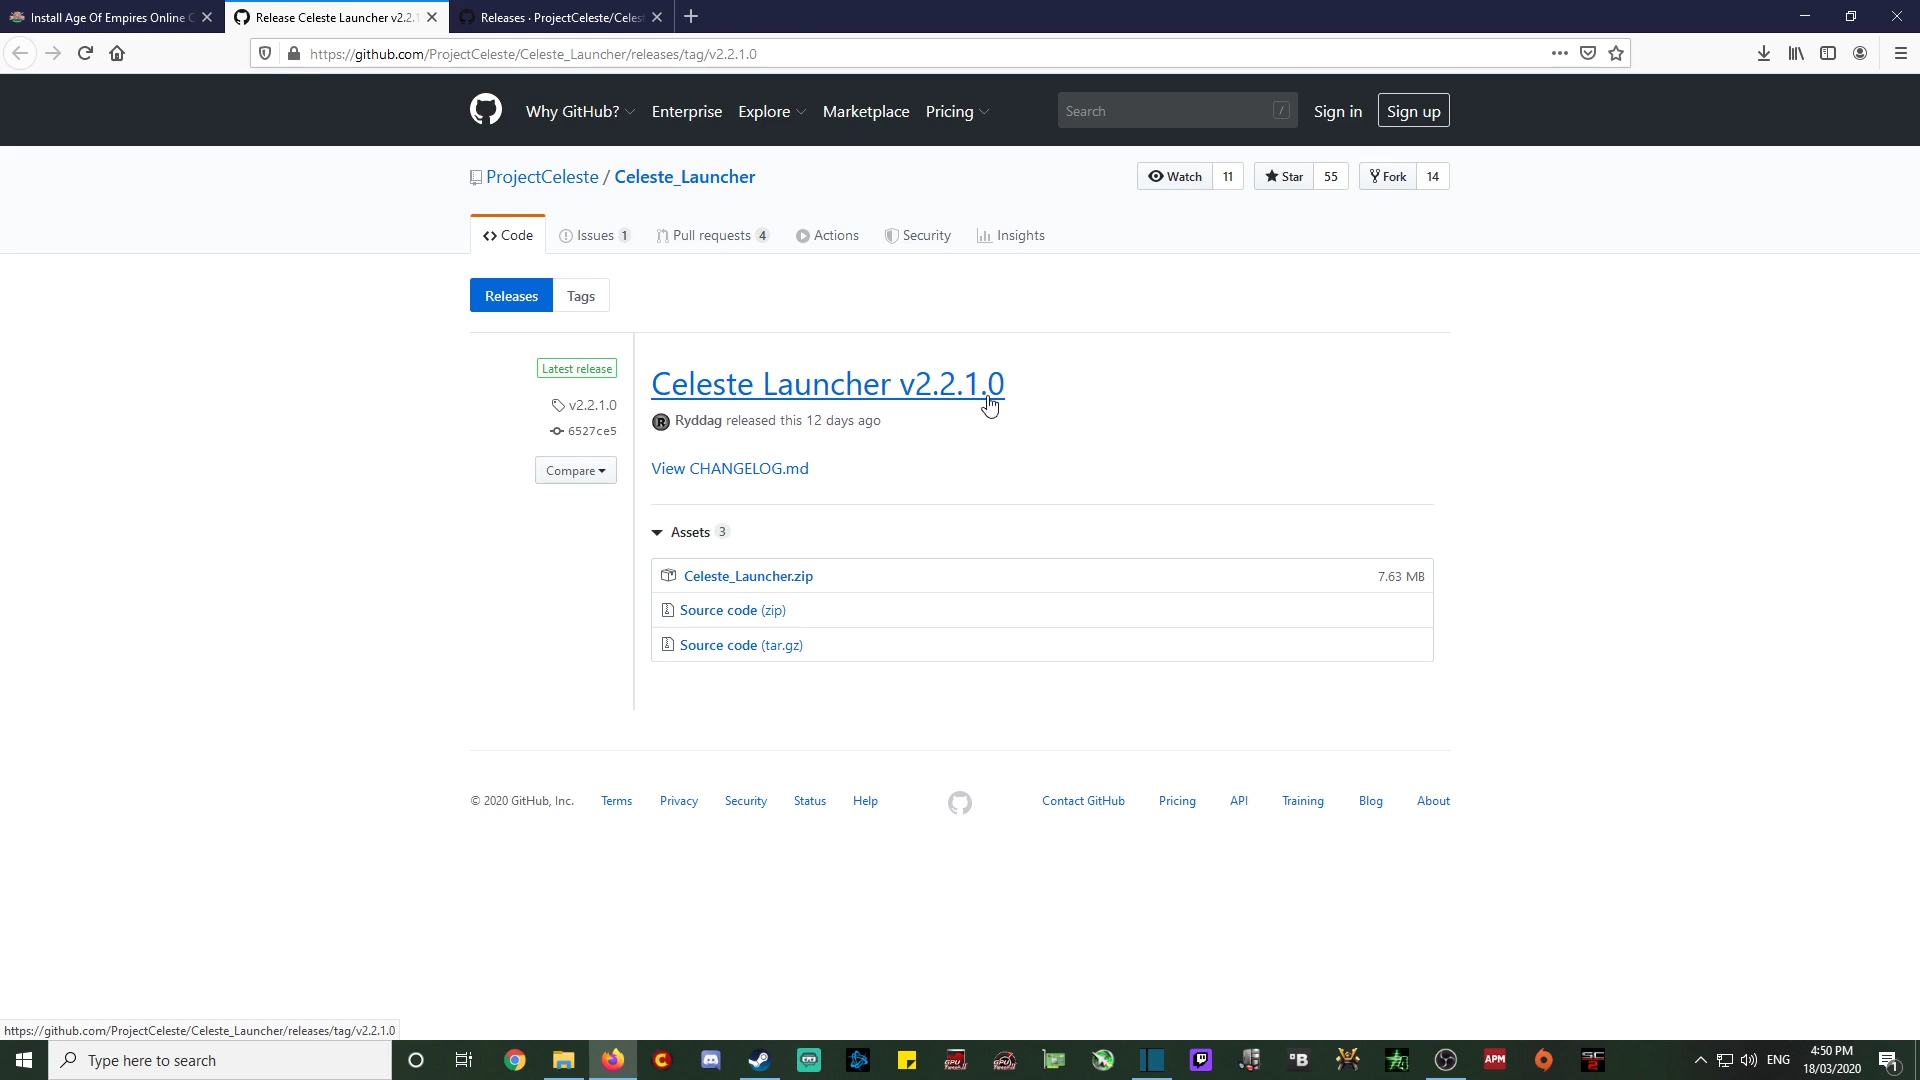 Install Age Of Empires Online
Release Celeste Launcher v2.2.1
Releases · ProjectCeleste/Celest
https://github.com/ProjectCeleste/Celeste_Launcher/releases/tag/v2.2.1.0
Why GitHub? Enterprise Explore Marketplace Pricing Search / Sign in Sign up
ProjectCeleste / Celeste_Launcher Watch 11 Star 55 Fork 14
Code Issues 1 Pull requests 4 Actions Security Insights
Releases Tags
Latest release
v2.2.1.0
6527ce5
Compare
Celeste Launcher v2.2.1.0
R Ryddag released this 12 days ago
View CHANGELOG.md
Assets 3
Celeste_Launcher.zip 7.63 MB
Source code (zip)
Source code (tar.gz)
© 2020 GitHub, Inc. Terms Privacy Security Status Help Contact GitHub Pricing API Training Blog About
https://github.com/ProjectCeleste/Celeste_Launcher/releases/tag/v2.2.1.0
Type here to search
APM
ENG
4:50 PM
18/03/2020
1